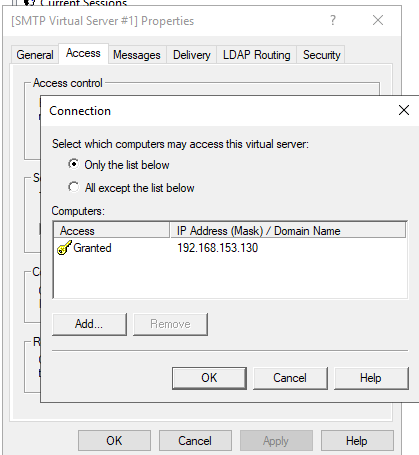 Current Sessions
[SMTP Virtual Server #1] Properties
? ×
General Access Messages Delivery LDAP Routing Security
Access control
Connection
Select which computers may access this virtual server:
Only the list below
All except the list below
Computers:
Access IP Address (Mask) / Domain Name
Granted 192.168.153.130
Add... Remove
OK Cancel Help
OK Cancel Apply Help